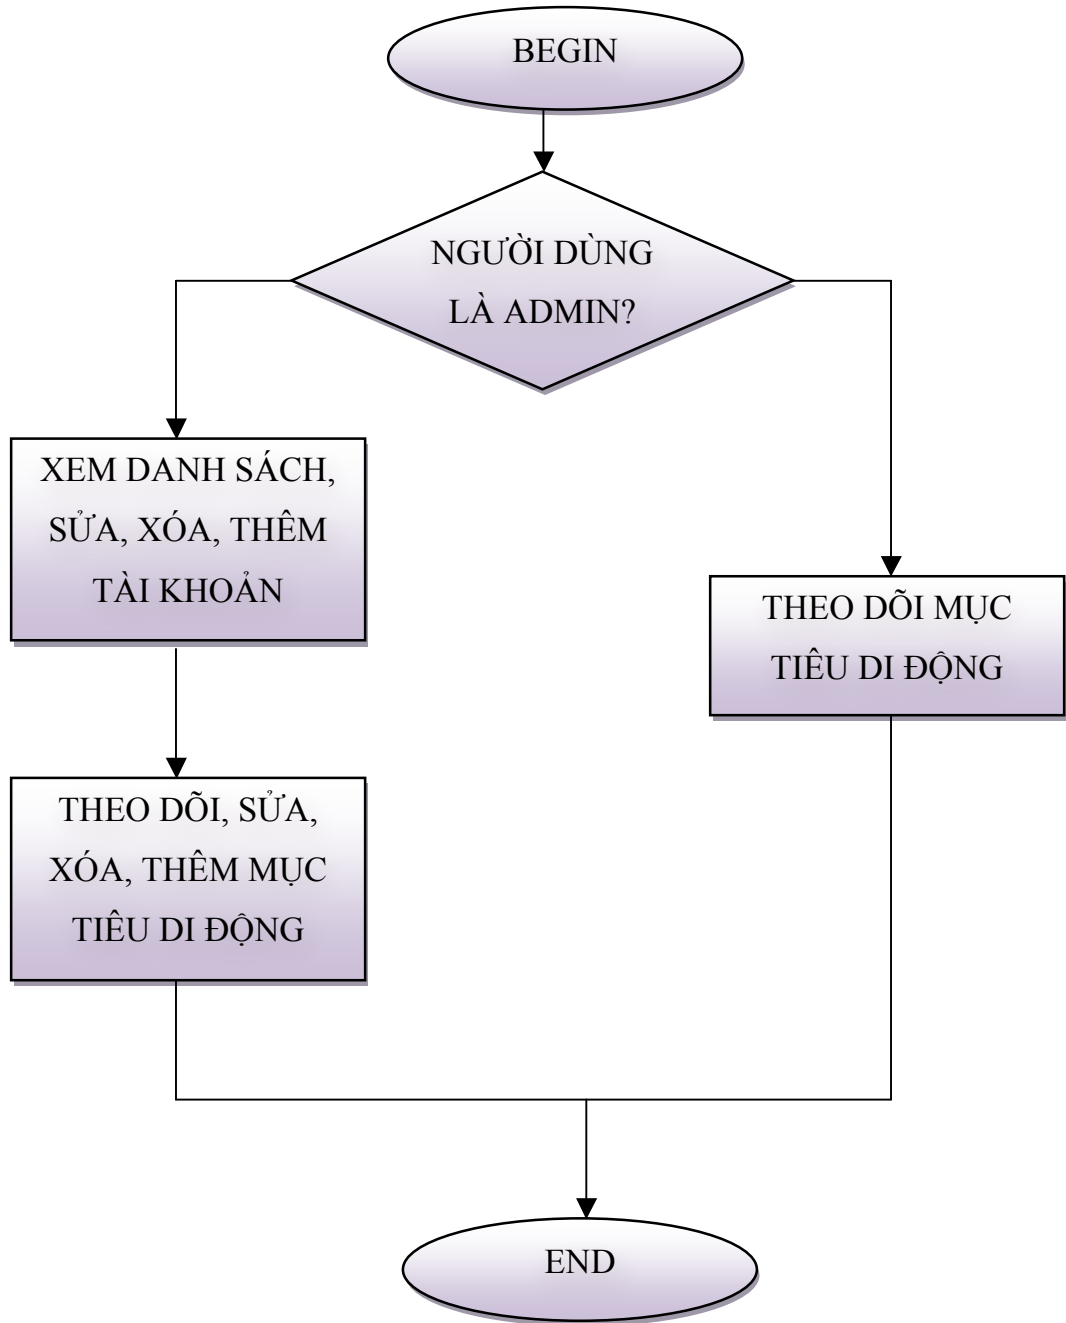 BEGIN
NGƯỜI DÙNG
LÀ ADMIN?
XEM DANH SÁCH,
SỬA, XÓA, THÊM
TÀI KHOẢN
THEO DÕI MỤC
TIÊU DI ĐỘNG
THEO DÕI, SỬA,
XÓA, THÊM MỤC
TIÊU DI ĐỘNG
END